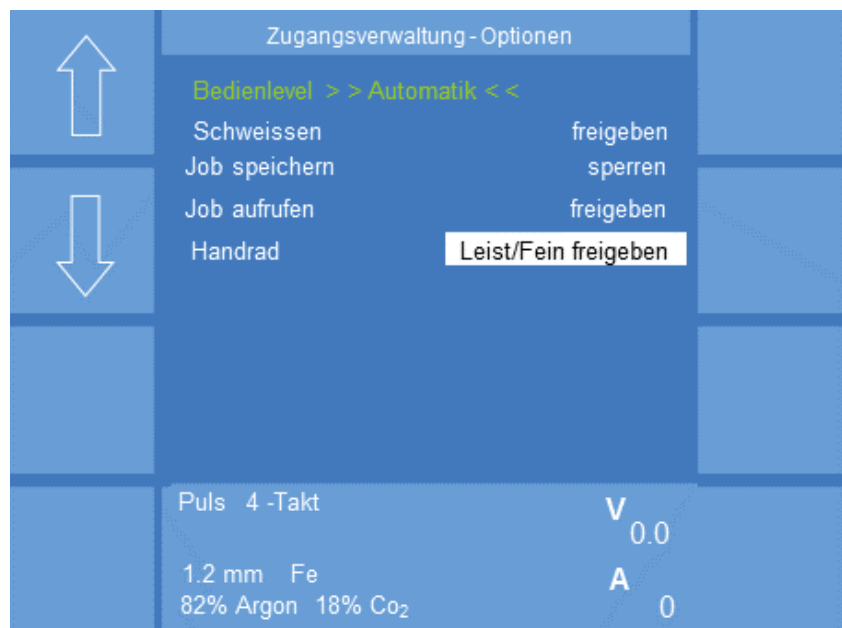 Zugangsverwaltung - Optionen
Bedienlevel > > Automatik < <
Schweissen freigeben
Job speichern sperren
Job aufrufen freigeben
Handrad Leist/Fein freigeben
Puls 4 -Takt V
0.0
1.2 mm Fe A
82% Argon 18% Co₂ 0